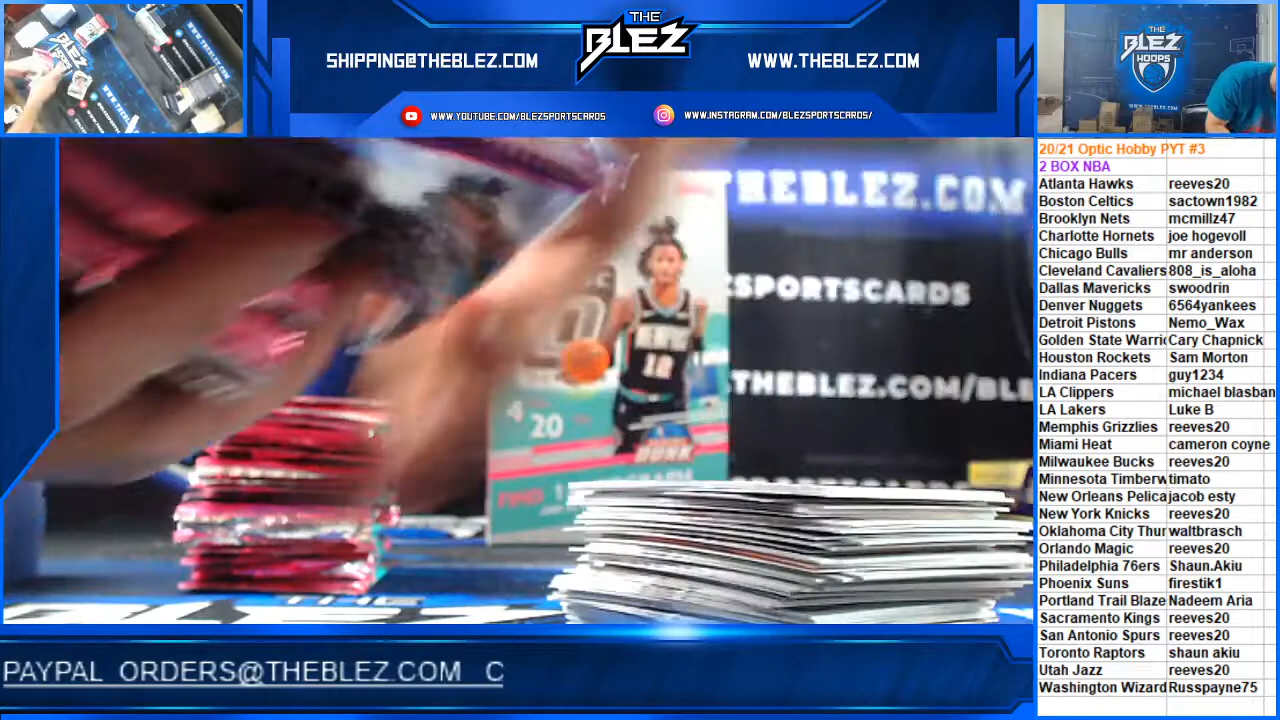 THE
BLEZ
SHIPPING@THEBLEZ.COM
WWW.THEBLEZ.COM
WWW.YOUTUBE.COM/BLEZSPORTSCARDS
WWW.INSTAGRAM.COM/BLEZSPORTSCARDS/
THE
BLEZ
HOOPS
THEBLEZ.COM
ZSPORTSCARDS
THEBLEZ.COM/BLE
12
4
20
20/21 Optic Hobby PYT #3
2 BOX NBA
Atlanta Hawks reeves20
Boston Celtics sactown1982
Brooklyn Nets mcmillz47
Charlotte Hornets joe hogevoll
Chicago Bulls mr anderson
Cleveland Cavaliers 808_is_aloha
Dallas Mavericks swoodrin
Denver Nuggets 6564yankees
Detroit Pistons Nemo_Wax
Golden State Warri Cary Chapnick
Houston Rockets Sam Morton
Indiana Pacers guy1234
LA Clippers michael blasban
LA Lakers Luke B
Memphis Grizzlies reeves20
Miami Heat cameron coyne
Milwaukee Bucks reeves20
Minnesota Timberw timato
New Orleans Pelica jacob esty
New York Knicks reeves20
Oklahoma City Thur waltbrasch
Orlando Magic reeves20
Philadelphia 76ers Shaun.Akiu
Phoenix Suns firestik1
Portland Trail Blaze Nadeem Aria
Sacramento Kings reeves20
San Antonio Spurs reeves20
Toronto Raptors shaun akiu
Utah Jazz reeves20
Washington Wizard Russpayne75
PAYPAL ORDERS@THEBLEZ.COM C